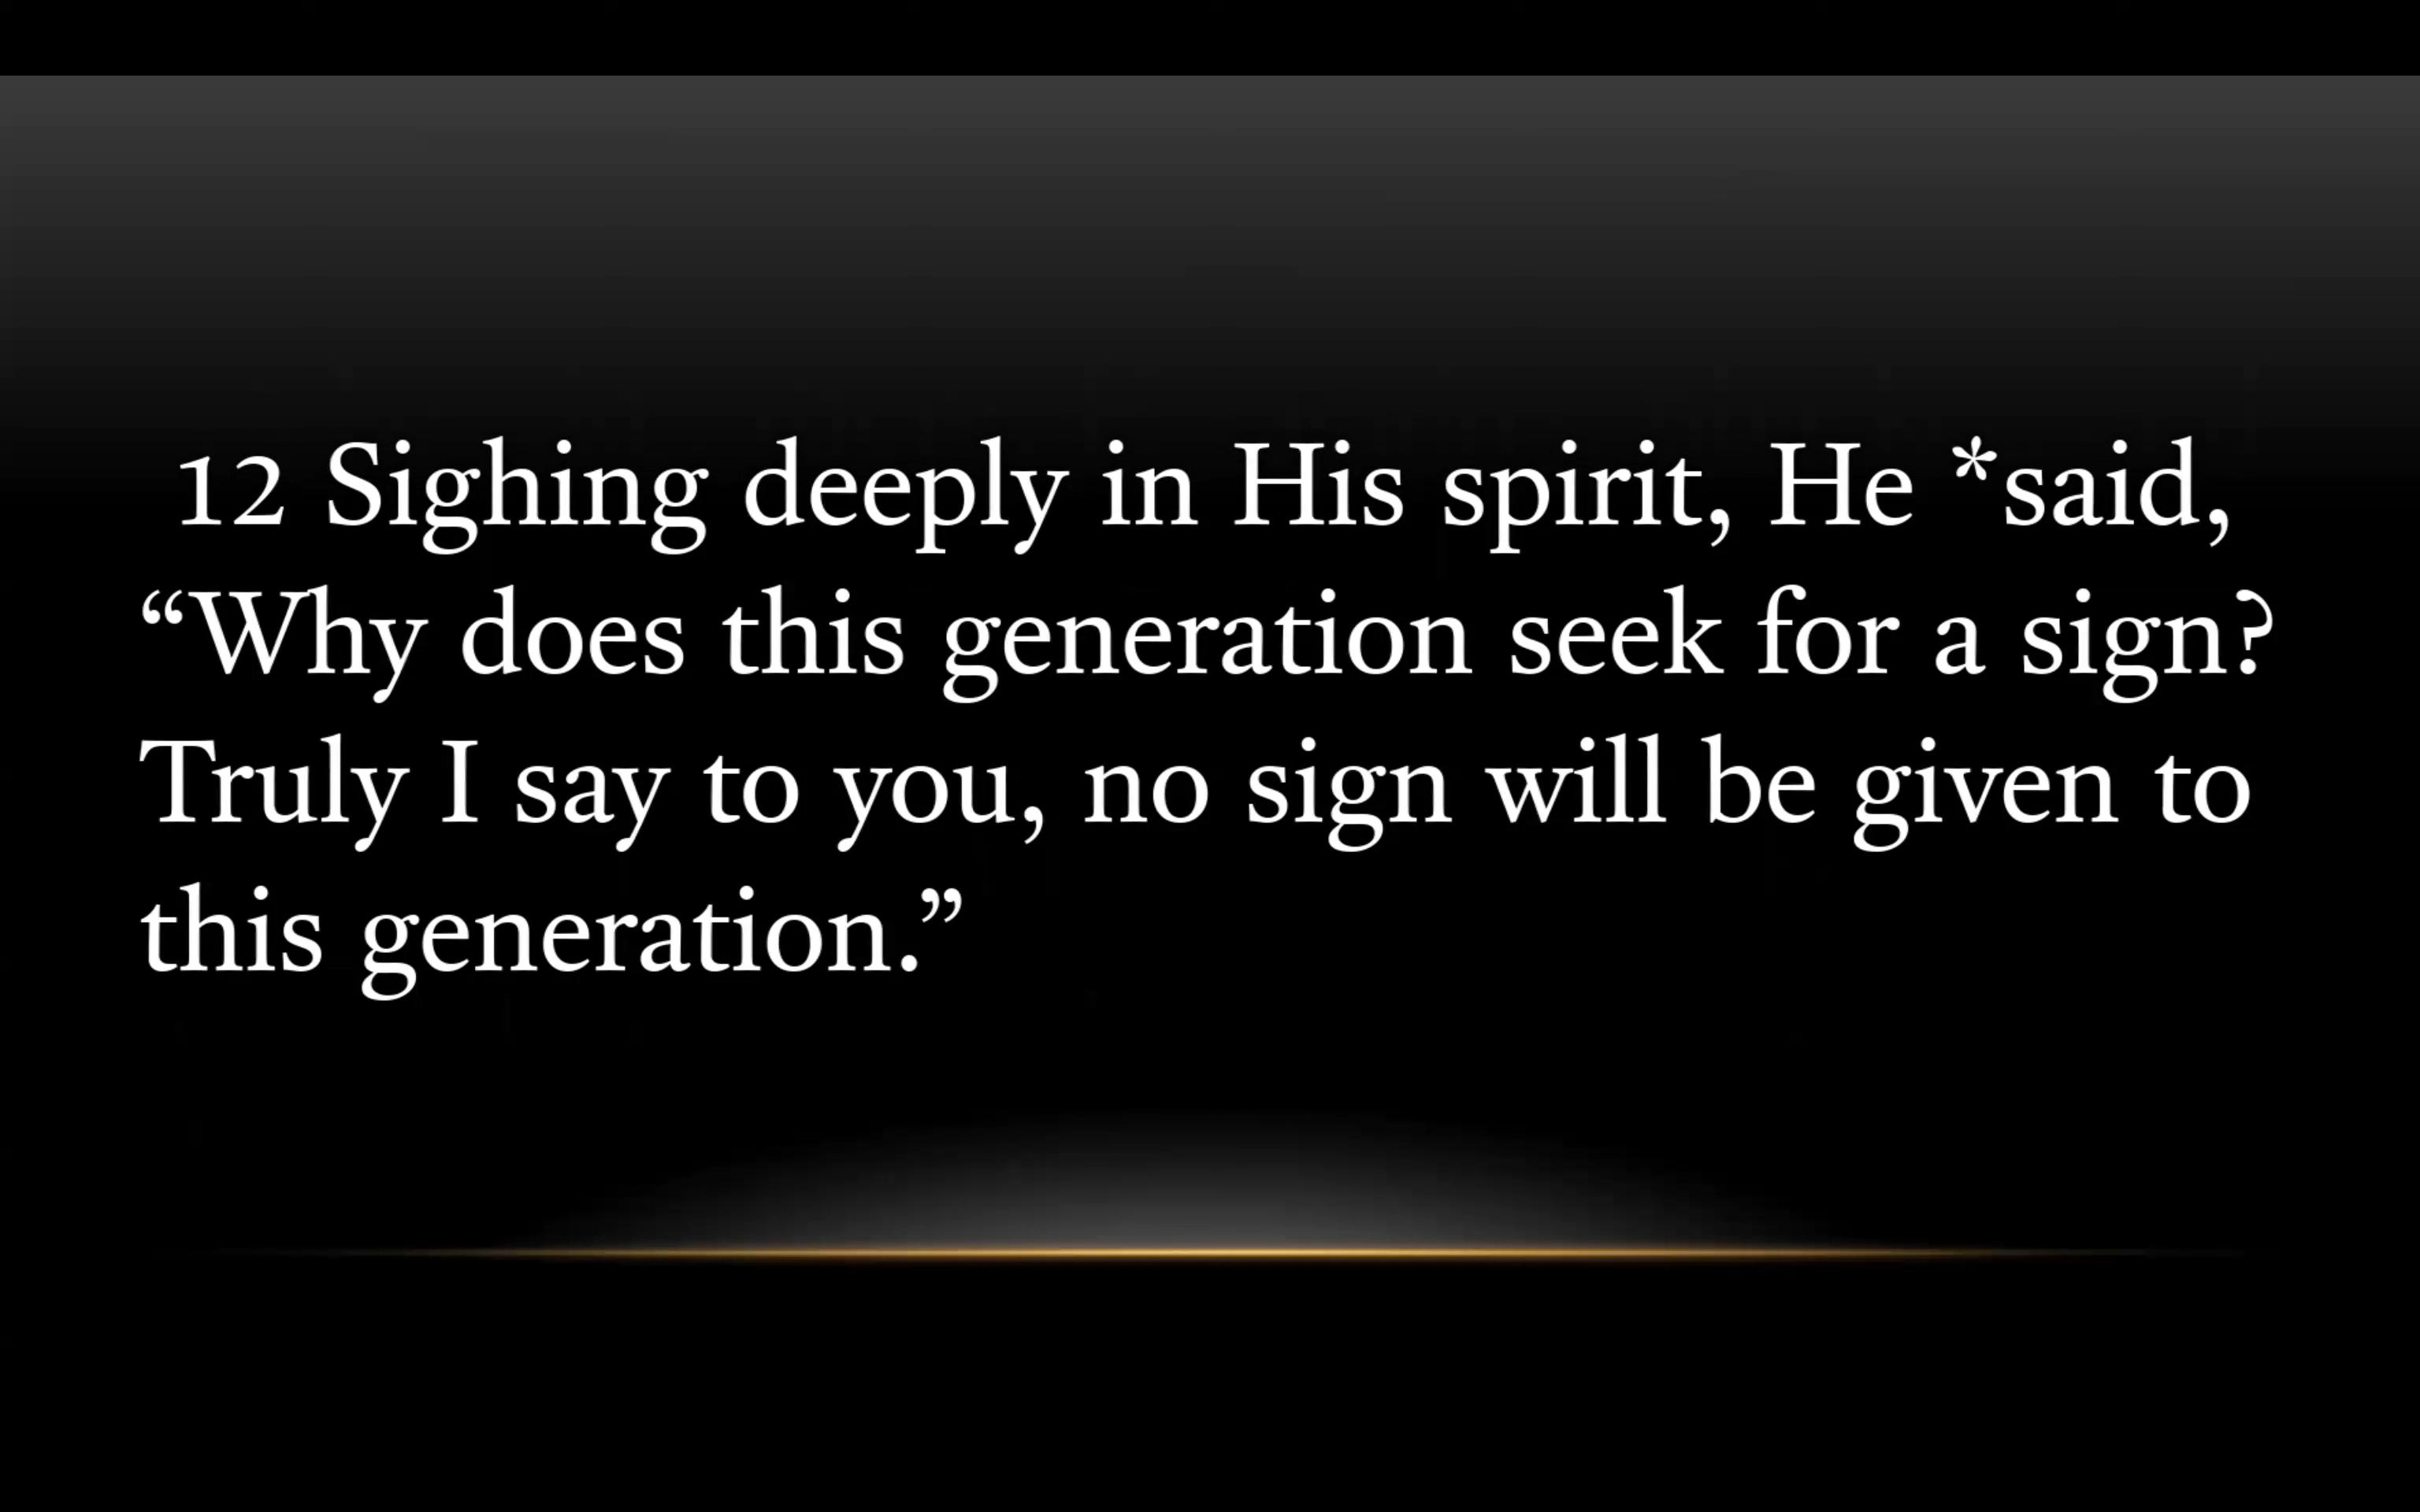 12 Sighing deeply in His spirit, He *said,
“Why does this generation seek for a sign?
Truly I say to you, no sign will be given to
this generation.”